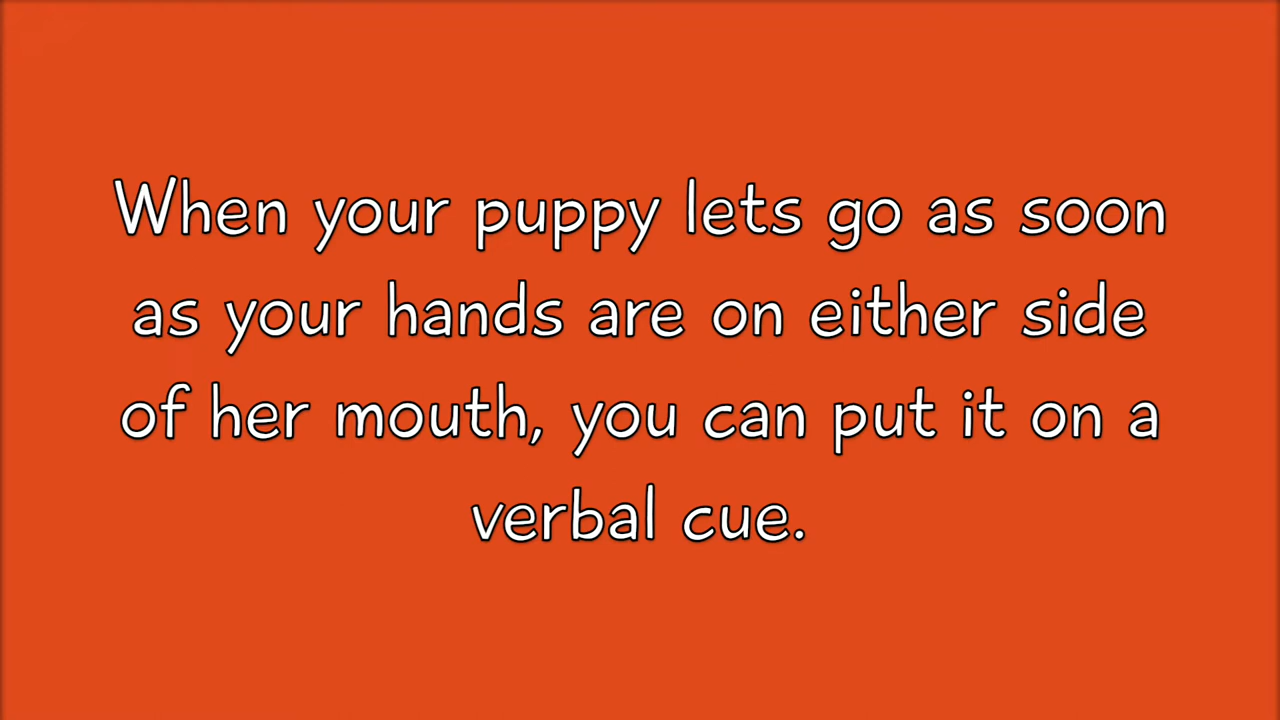 When your puppy lets go as soon
as your hands are on either side
of her mouth, you can put it on a
verbal cue.